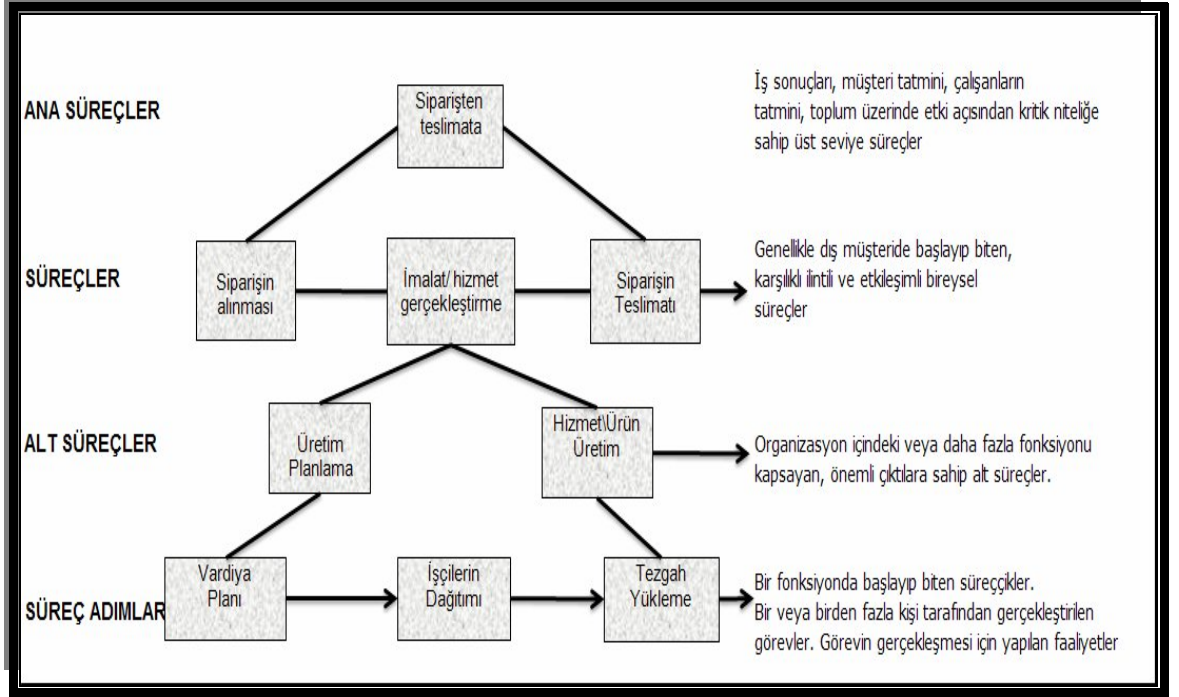 ANA SÜREÇLER
Siparişten
teslimata
İş sonuçları, müşteri tatmini, çalışanların
tatmini, toplum üzerinde etki açısından kritik niteliğe
sahip üst seviye süreçler
SÜREÇLER
Siparişin
alınması
İmalat/ hizmet
gerçekleştirme
Siparişin
Teslimatı
Genellikle dış müşteride başlayıp biten,
karşılıklı ilintili ve etkileşimli bireysel
süreçler
ALT SÜREÇLER
Üretim
Planlama
Hizmet\Ürün
Üretim
Organizasyon içindeki veya daha fazla fonksiyonu
kapsayan, önemli çıktılara sahip alt süreçler.
SÜREÇ ADIMLAR
Vardiya
Planı
İşçilerin
Dağıtımı
Tezgah
Yükleme
Bir fonksiyonda başlayıp biten süreççikler.
Bir veya birden fazla kişi tarafından gerçekleştirilen
görevler. Görevin gerçekleşmesi için yapılan faaliyetler